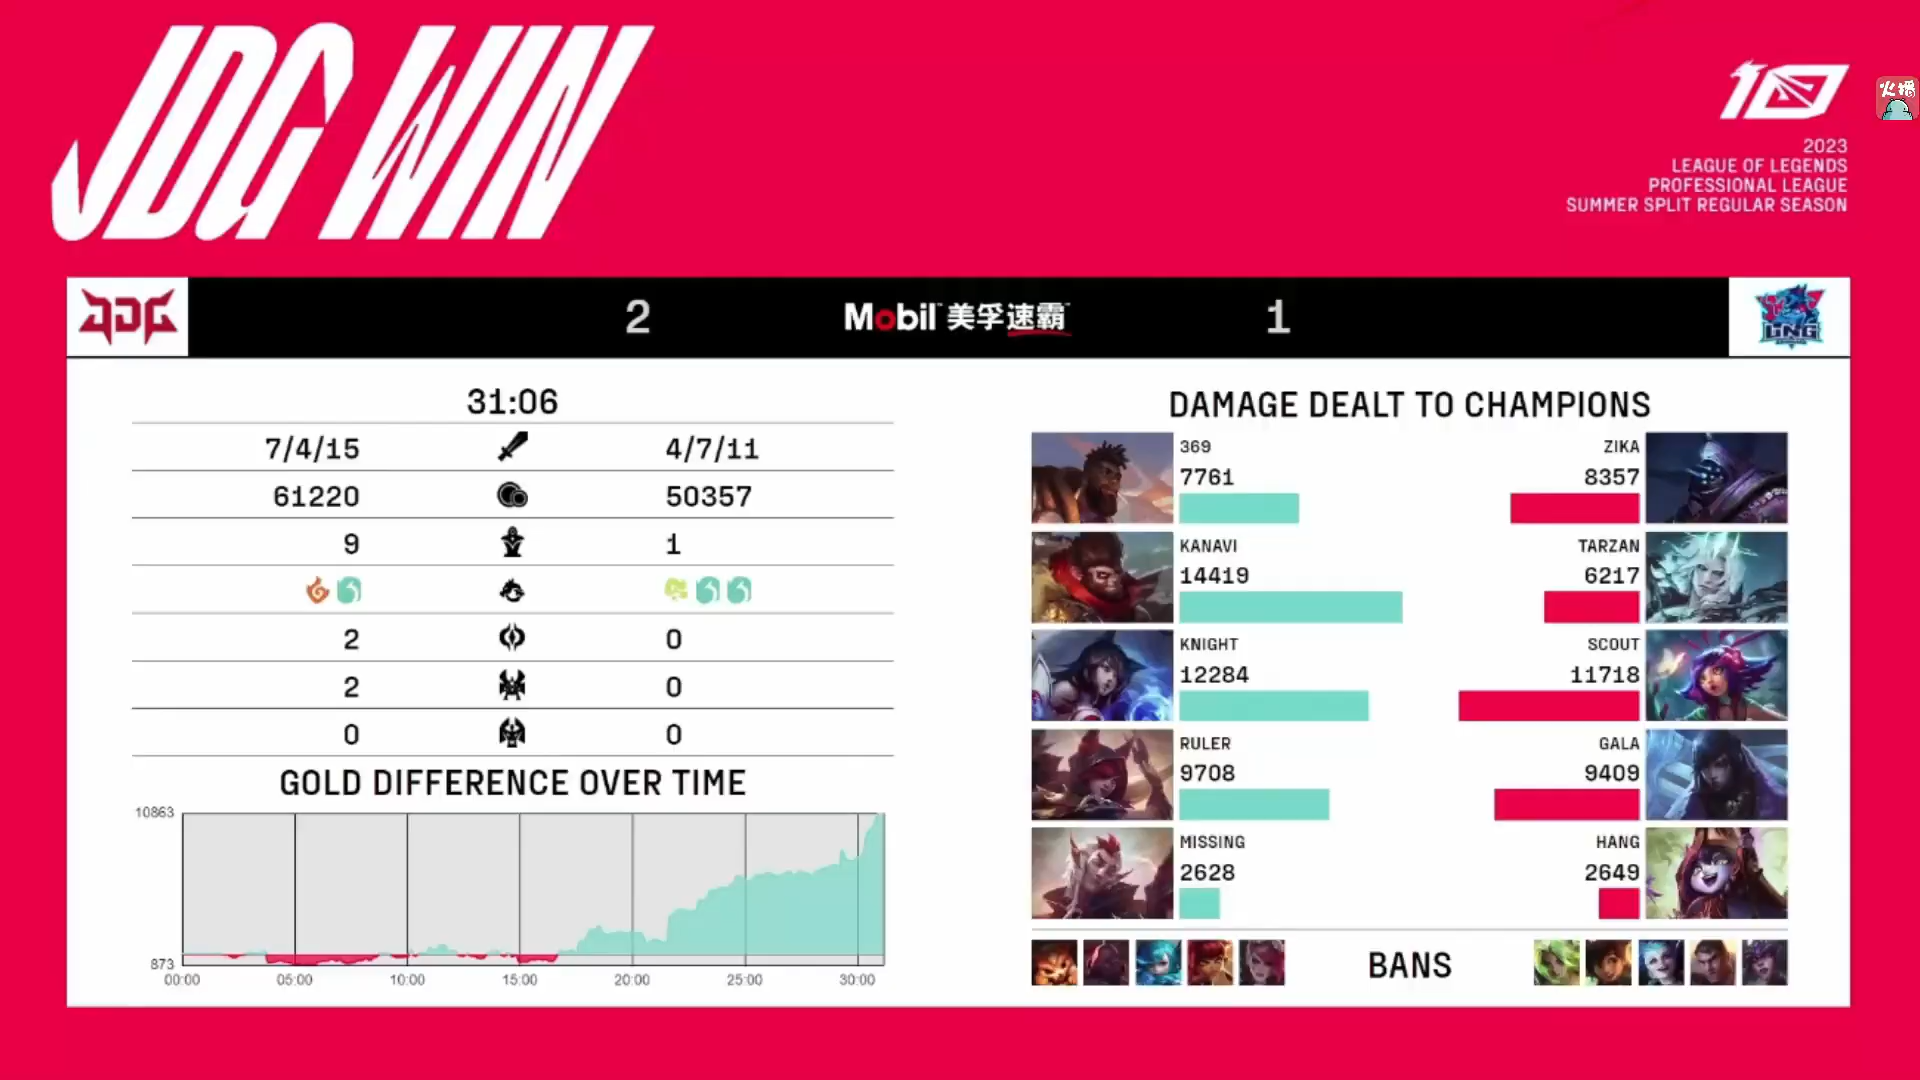 JDG WIN
火播
2023
LEAGUE OF LEGENDS
PROFESSIONAL LEAGUE
SUMMER SPLIT REGULAR SEASON
JDG 2 Mobil 美孚速霸 1 LNG
31:06
7/4/15 4/7/11
61220 50357
9 1
2 0
2 0
0 0
GOLD DIFFERENCE OVER TIME
10863
873
00:00 05:00 10:00 15:00 20:00 25:00 30:00
DAMAGE DEALT TO CHAMPIONS
369 ZIKA
7761 8357
KANAVI TARZAN
14419 6217
KNIGHT SCOUT
12284 11718
RULER GALA
9708 9409
MISSING HANG
2628 2649
BANS